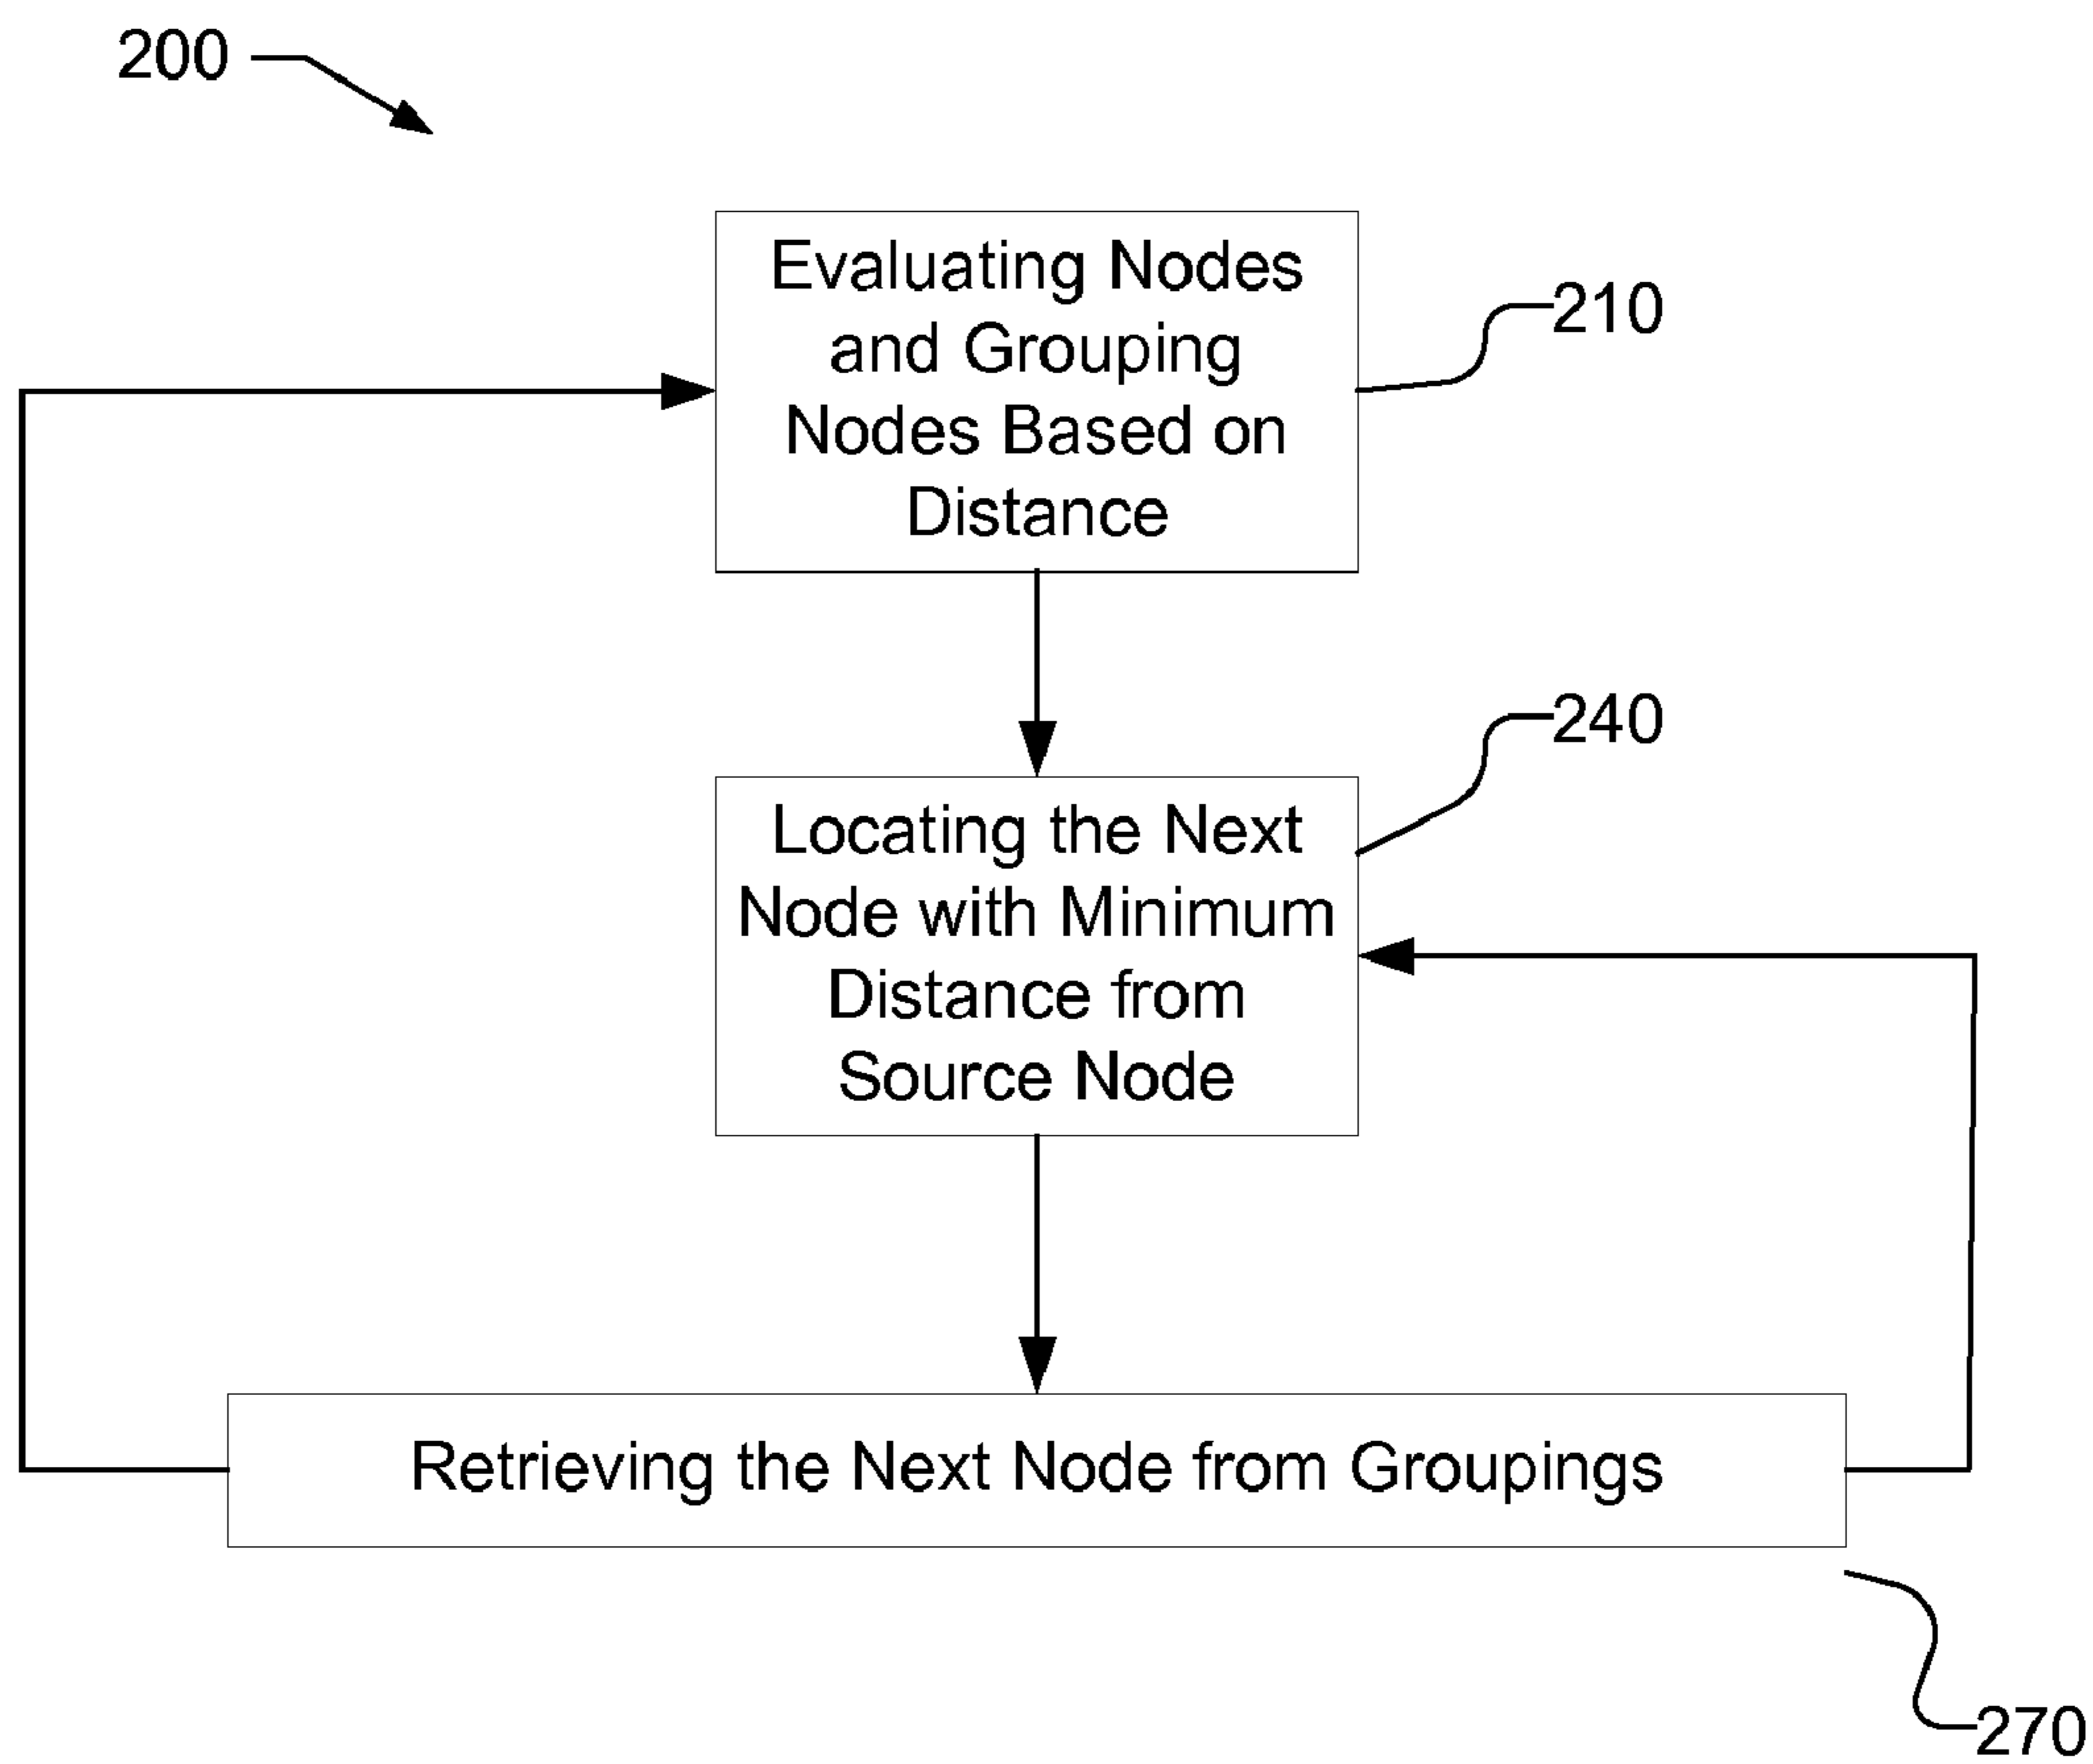 200
Evaluating Nodes
and Grouping
Nodes Based on
Distance
210
240
Locating the Next
Node with Minimum
Distance from
Source Node
Retrieving the Next Node from Groupings
270